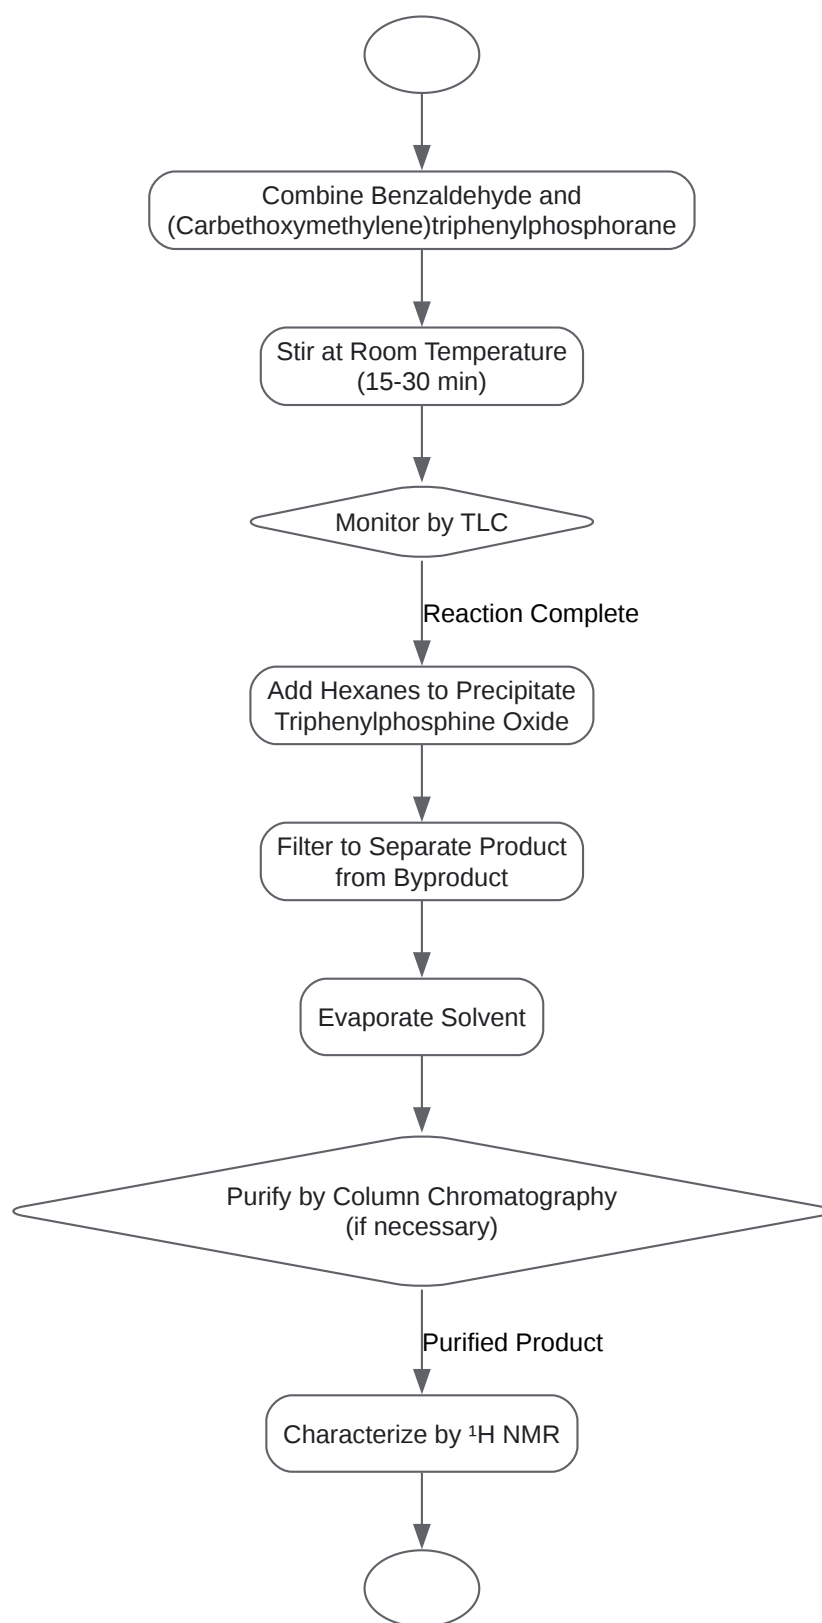 Combine Benzaldehyde and
(Carbethoxymethylene)triphenylphosphorane
Stir at Room Temperature
(15-30 min)
Monitor by TLC
Reaction Complete
Add Hexanes to Precipitate
Triphenylphosphine Oxide
Filter to Separate Product
from Byproduct
Evaporate Solvent
Purify by Column Chromatography
(if necessary)
Purified Product
Characterize by ¹H NMR